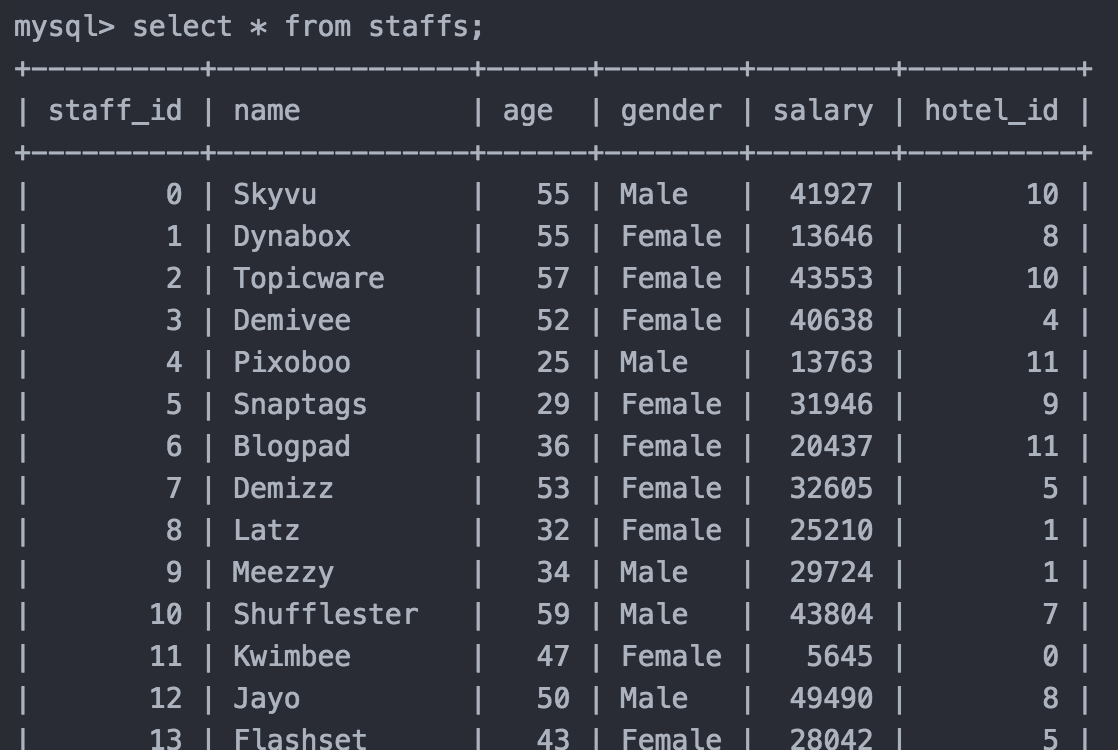 mysql> select * from staffs;
+----------+---------------+------+--------+--------+----------+
| staff_id | name          | age  | gender | salary | hotel_id |
+----------+---------------+------+--------+--------+----------+
|        0 | Skyvu         |   55 | Male   |  41927 |       10 |
|        1 | Dynabox       |   55 | Female |  13646 |        8 |
|        2 | Topicware     |   57 | Female |  43553 |       10 |
|        3 | Demivee       |   52 | Female |  40638 |        4 |
|        4 | Pixoboo       |   25 | Male   |  13763 |       11 |
|        5 | Snaptags      |   29 | Female |  31946 |        9 |
|        6 | Blogpad       |   36 | Female |  20437 |       11 |
|        7 | Demizz        |   53 | Female |  32605 |        5 |
|        8 | Latz          |   32 | Female |  25210 |        1 |
|        9 | Meezzy        |   34 | Male   |  29724 |        1 |
|       10 | Shufflester   |   59 | Male   |  43804 |        7 |
|       11 | Kwimbee       |   47 | Female |   5645 |        0 |
|       12 | Jayo          |   50 | Male   |  49490 |        8 |
|       13 | Flashset      |   43 | Female |  28042 |        5 |